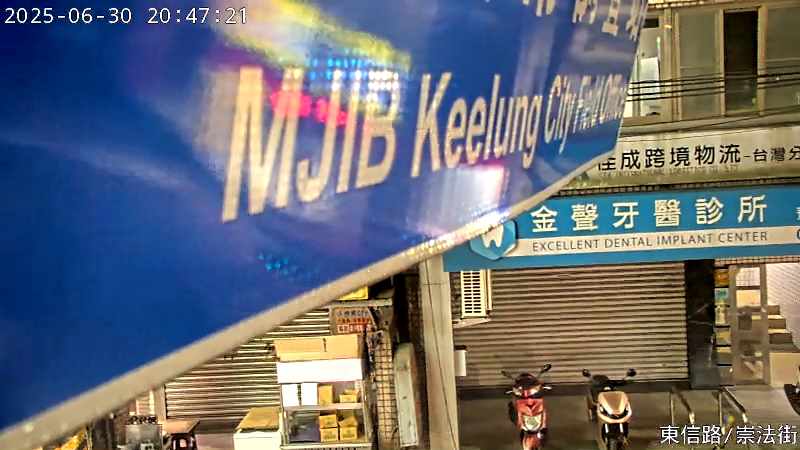 2025-06-30 20:47:21
MJIB Keelung City Field Office
佳成跨境物流-台灣分
金聲牙醫診所
EXCELLENT DENTAL IMPLANT CENTER
東信路/崇法街